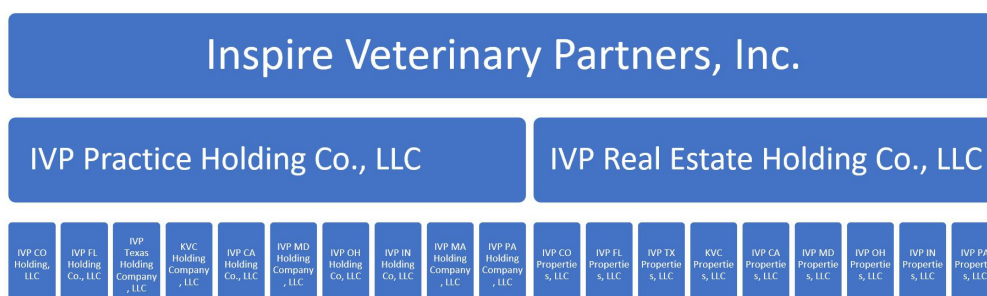 Inspire Veterinary Partners, Inc.
IVP Practice Holding Co., LLC
IVP Real Estate Holding Co., LLC
IVP CO
Holding,
LLC
IVP FL
Holding
Co., LLC
IVP
Texas
Holding
Company
, LLC
KVC
Holding
Company
, LLC
IVP CA
Holding
Co., LLC
IVP MD
Holding
Company
, LLC
IVP OH
Holding
Co, LLC
IVP IN
Holding
Co, LLC
IVP MA
Holding
Company
, LLC
IVP PA
Holding
Company
, LLC
IVP CO
Propertie
s, LLC
IVP FL
Propertie
s, LLC
IVP TX
Propertie
s, LLC
KVC
Propertie
s, LLC
IVP CA
Propertie
s, LLC
IVP MD
Propertie
s, LLC
IVP OH
Propertie
s, LLC
IVP IN
Propertie
s, LLC
IVP PA
Propertie
s, LLC